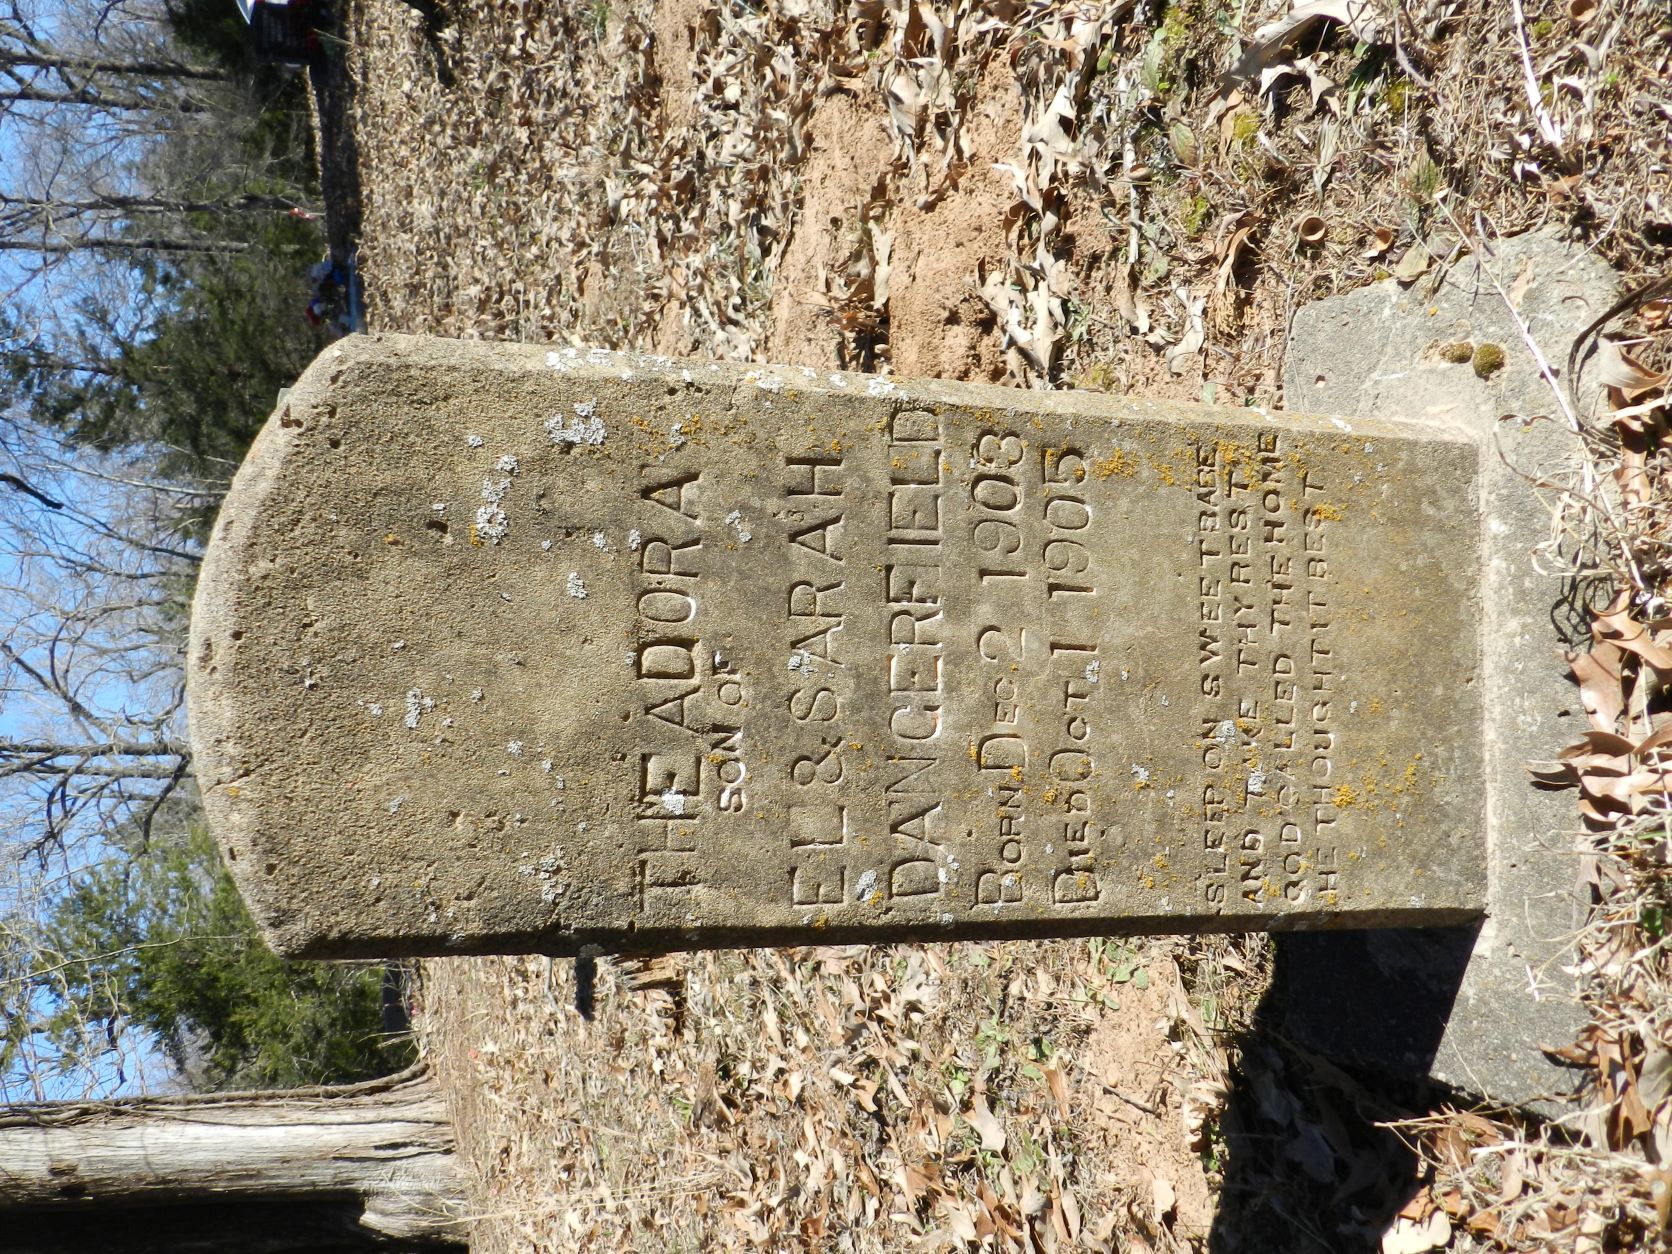 THEADORA
SON OF
EL & SARAH
DANGERFIELD
BORN DEC 2 1903
DIED OCT 1 1905
SLEEP ON SWEET BABE
AND TAKE THY REST
GOD CALLED THE HOME
HE THOUGHT IT BEST